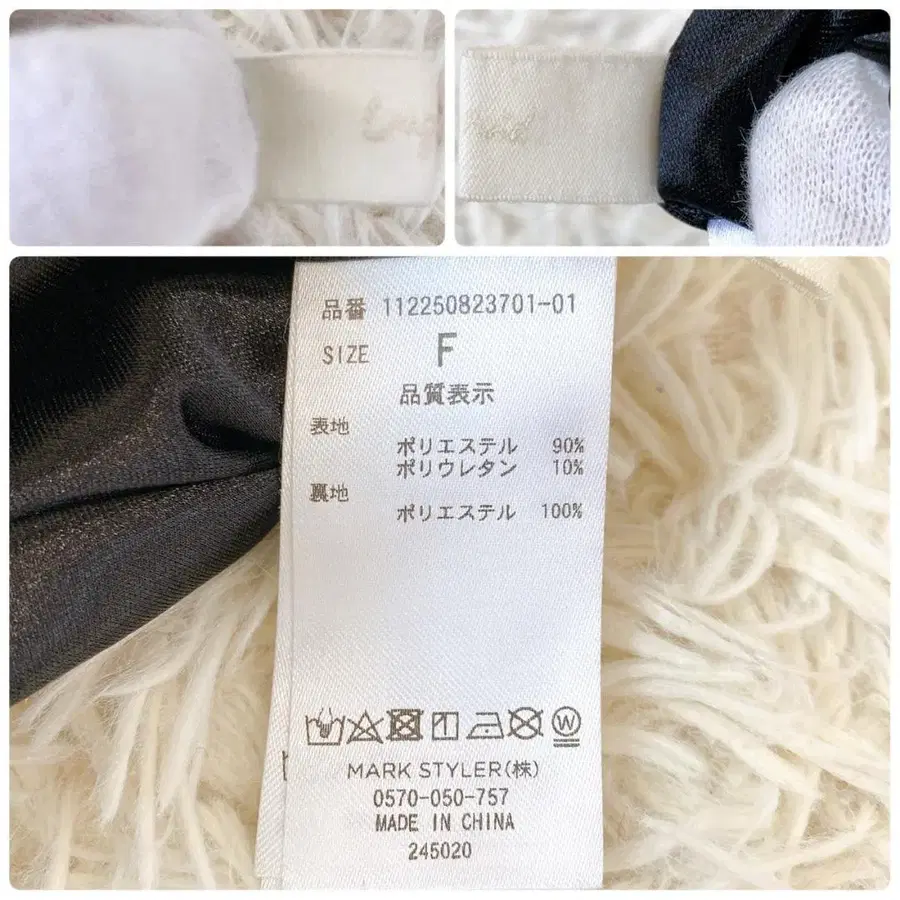 品番 112250823701-01
SIZE F
品質表示
表地
ポリエステル 90%
ポリウレタン 10%
裏地
ポリエステル 100%
MARK STYLER(株)
0570-050-757
MADE IN CHINA
245020